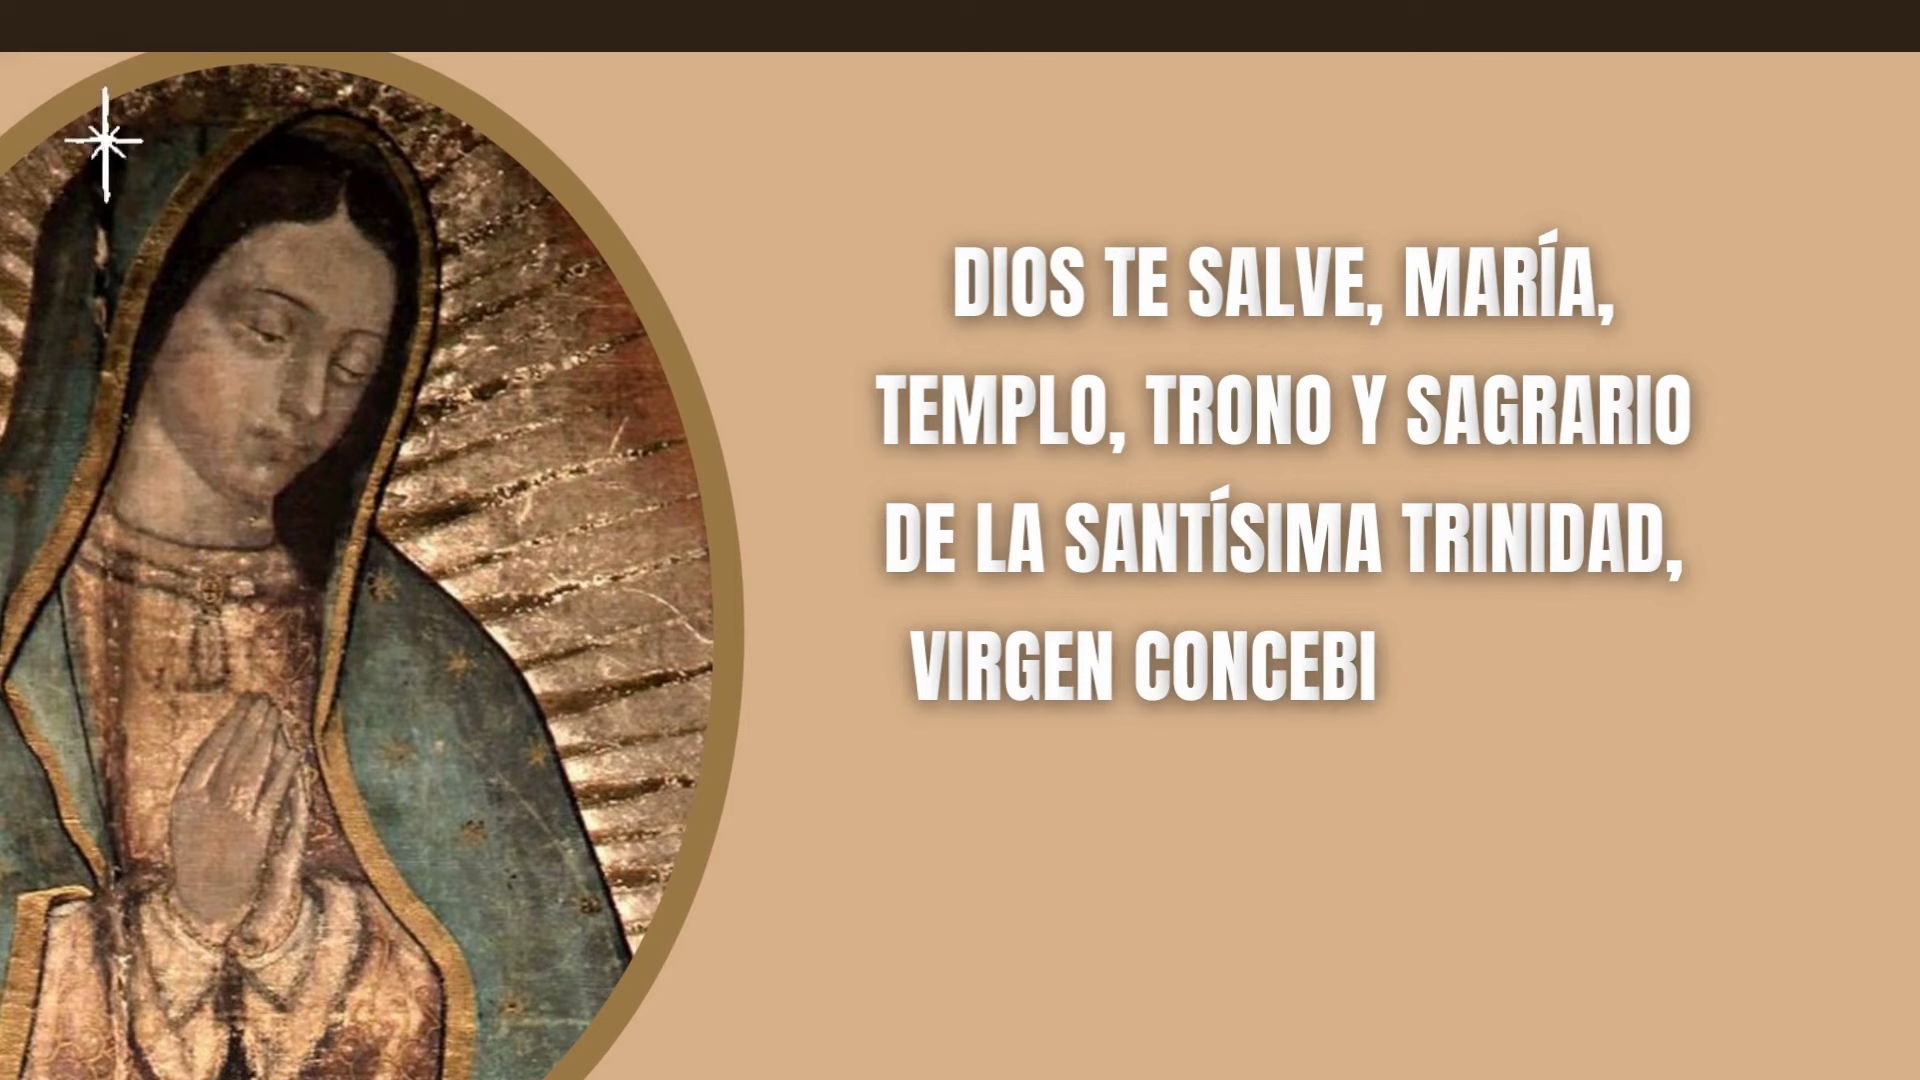 DIOS TE SALVE, MARÍA,
TEMPLO, TRONO Y SAGRARIO
DE LA SANTÍSIMA TRINIDAD,
VIRGEN CONCEBI